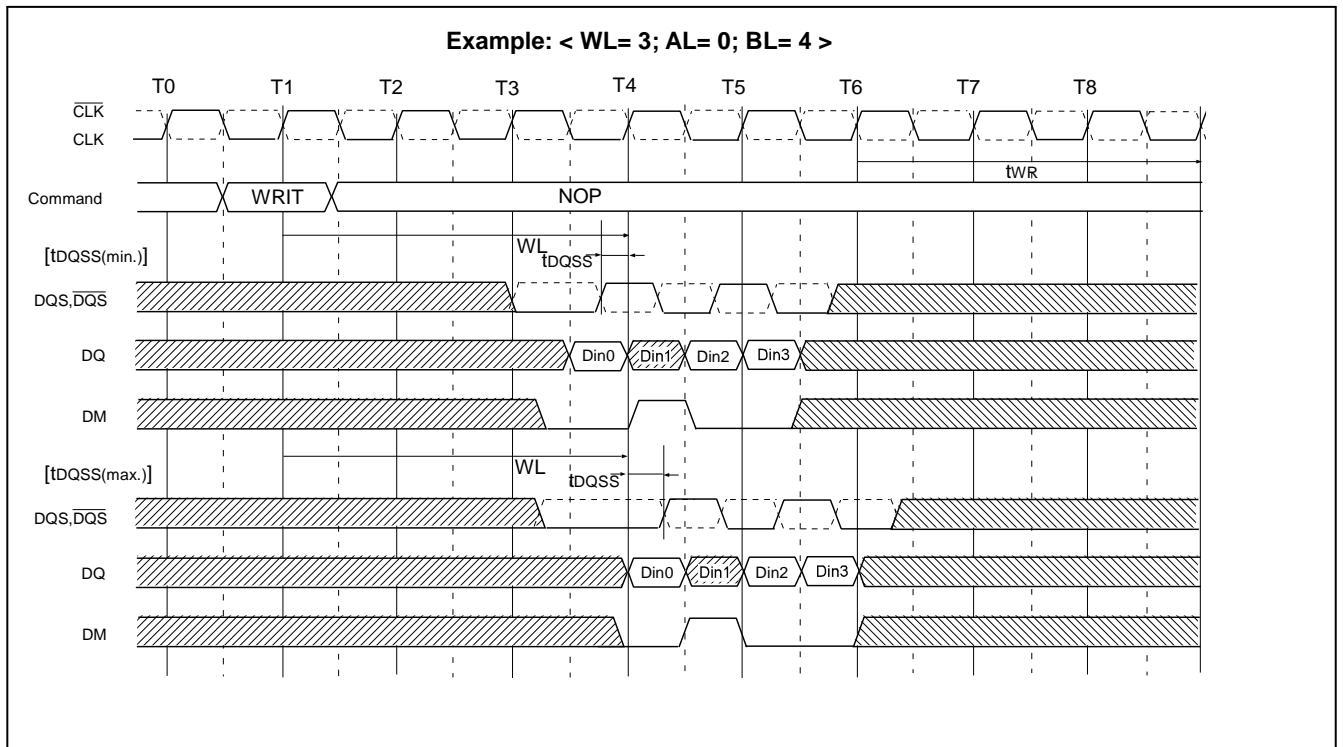 Example: < WL= 3; AL= 0; BL= 4 >
T0 T1 T2 T3 T4 T5 T6 T7 T8
CLK
CLK
tWR
Command WRIT NOP
WL
[tDQSS(min.)] tDQSS
DQS,DQS
DQ Din0 Din1 Din2 Din3
DM
WL
[tDQSS(max.)] tDQSS
DQS,DQS
DQ Din0 Din1 Din2 Din3
DM